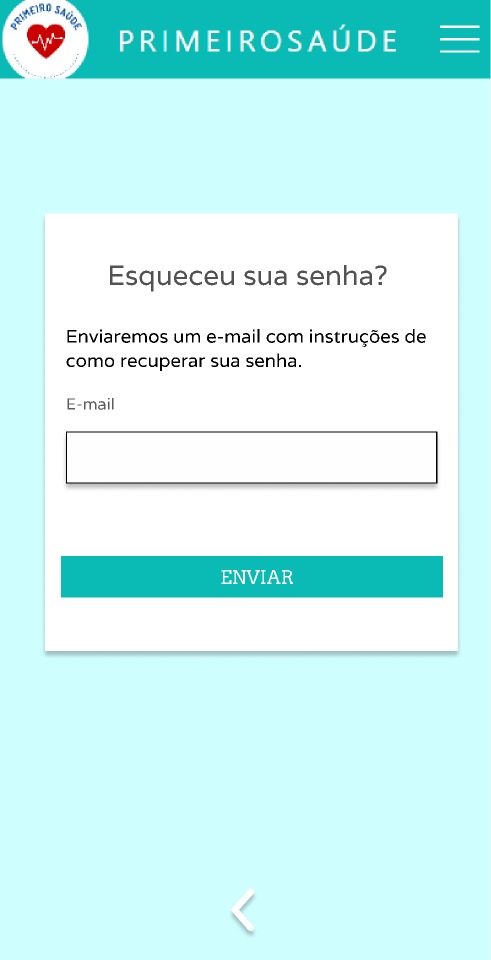 PRIMEIRO SAÚDE
PRIMEIROSAÚDE
Esqueceu sua senha?
Enviaremos um e-mail com instruções de
como recuperar sua senha.
E-mail
ENVIAR